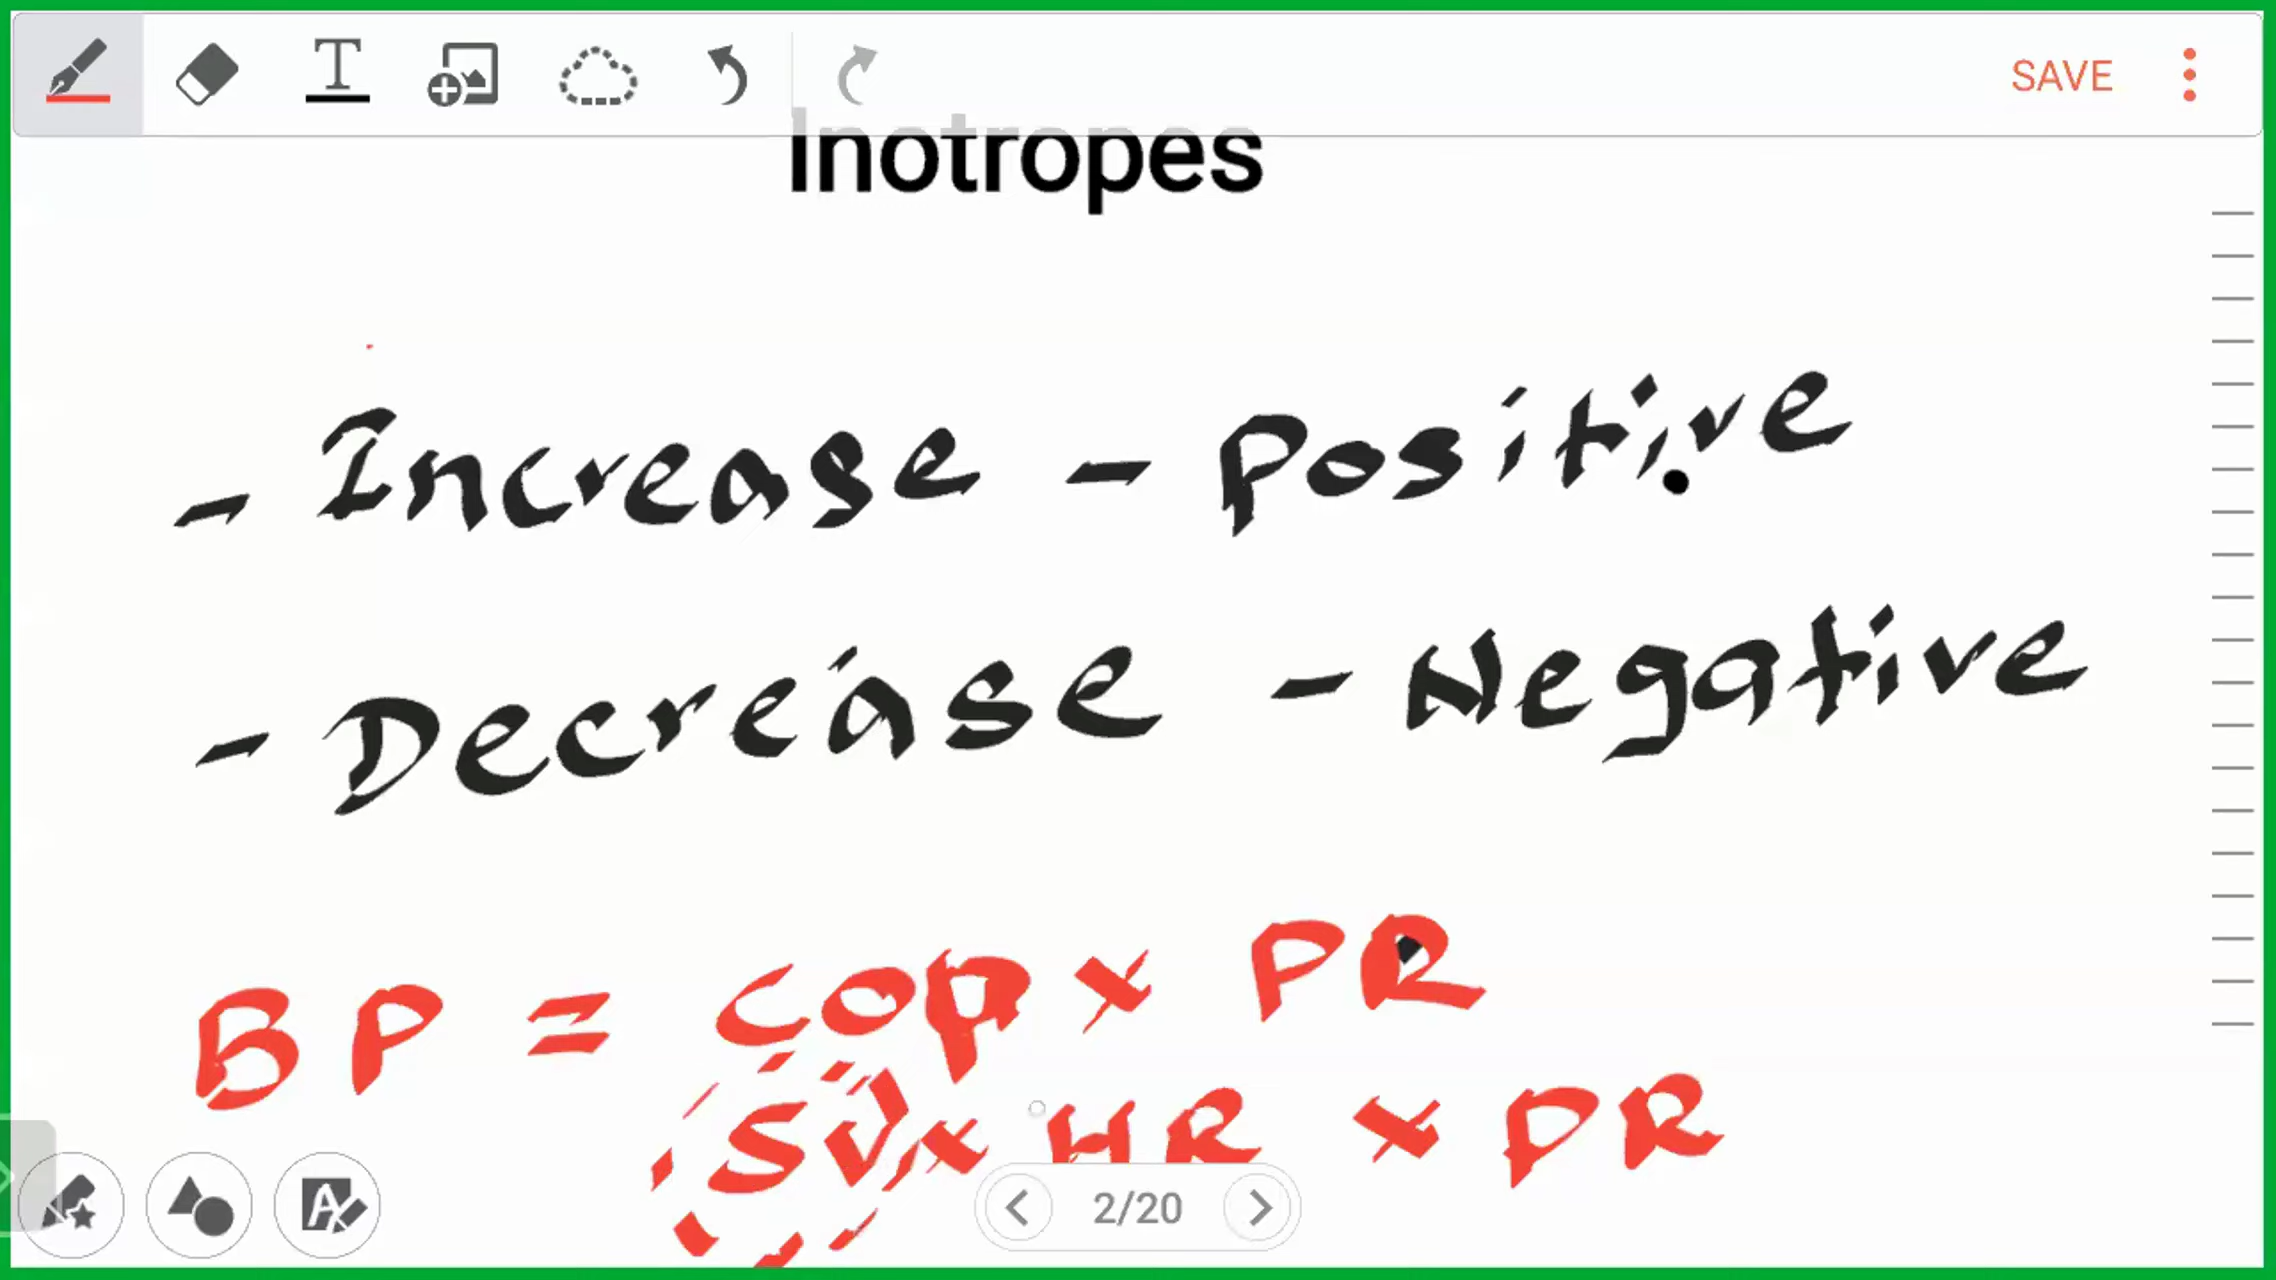 T
SAVE
Inotropes
- Increase - Positive
- Decrease - Negative
BP = COP x PR
SV x HR x PR
A
2/20